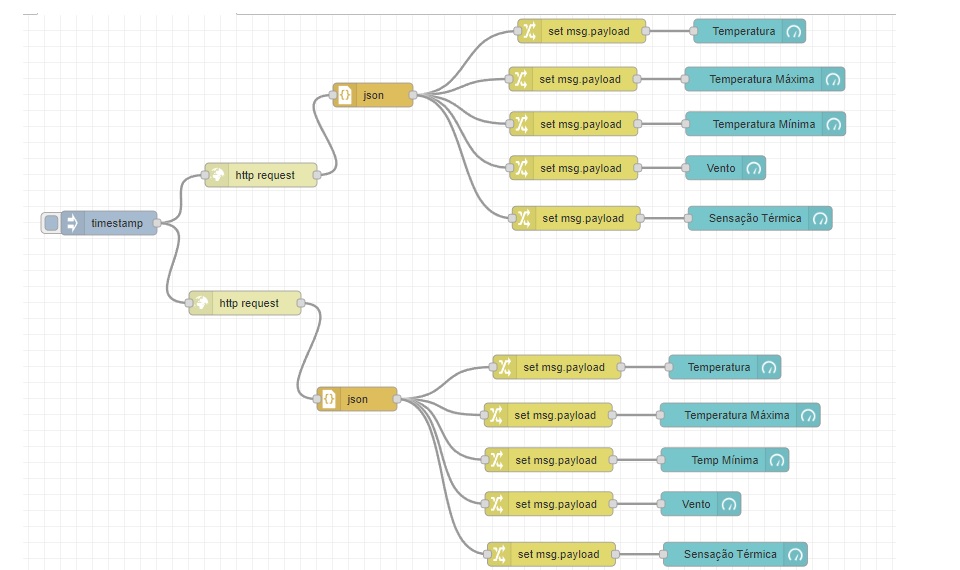 set msg.payload
Temperatura
set msg.payload
Temperatura Máxima
json
set msg.payload
Temperatura Mínima
set msg.payload
Vento
http request
set msg.payload
Sensação Térmica
timestamp
http request
set msg.payload
Temperatura
json
set msg.payload
Temperatura Máxima
set msg.payload
Temp Mínima
set msg.payload
Vento
set msg.payload
Sensação Térmica